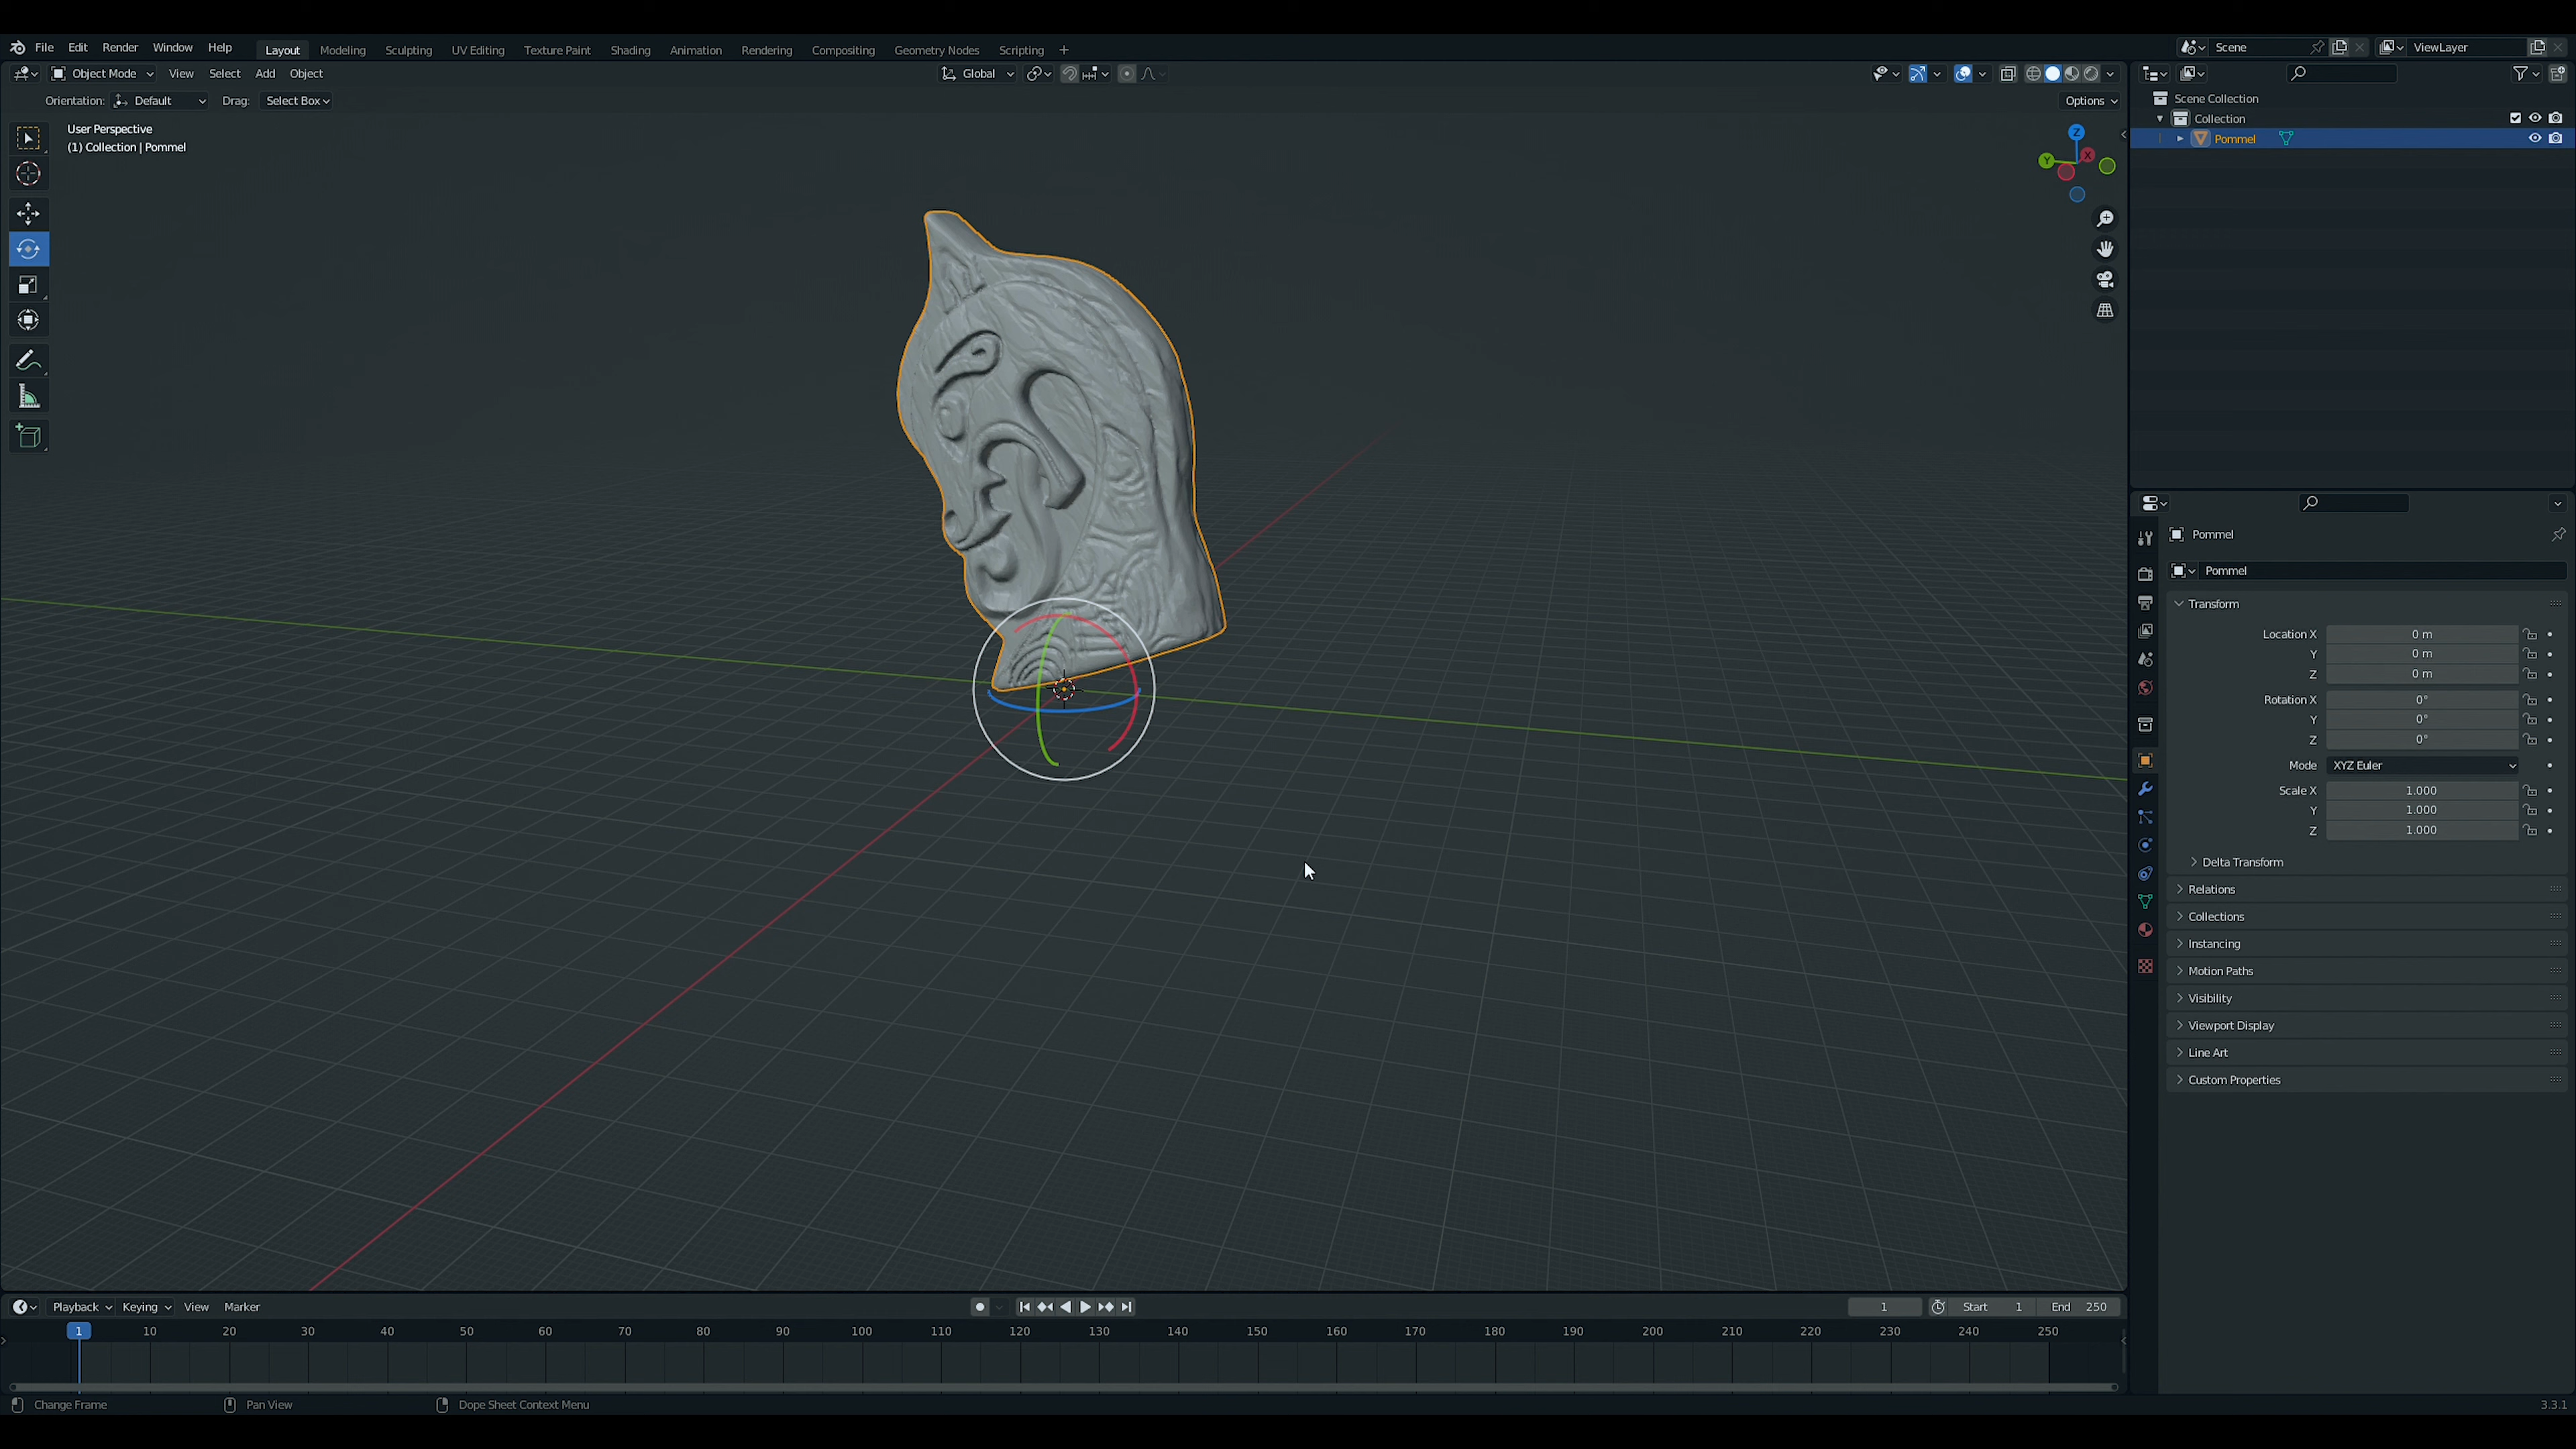 File Edit Render Window Help Layout Modeling Sculpting UV Editing Texture Paint Shading Animation Rendering Compositing Geometry Nodes Scripting + Scene ViewLayer
Object Mode View Select Add Object Global
Orientation: Default Drag: Select Box Options
User Perspective
(1) Collection | Pommel
Z
Y
X
Scene Collection
Collection
Pommel
Pommel
Pommel
Transform
Location X 0 m
Y 0 m
Z 0 m
Rotation X 0°
Y 0°
Z 0°
Mode XYZ Euler
Scale X 1.000
Y 1.000
Z 1.000
Delta Transform
Relations
Collections
Instancing
Motion Paths
Visibility
Viewport Display
Line Art
Custom Properties
Playback Keying View Marker 1 Start 1 End 250
1 10 20 30 40 50 60 70 80 90 100 110 120 130 140 150 160 170 180 190 200 210 220 230 240 250
Change Frame Pan View Dope Sheet Context Menu 3.3.1